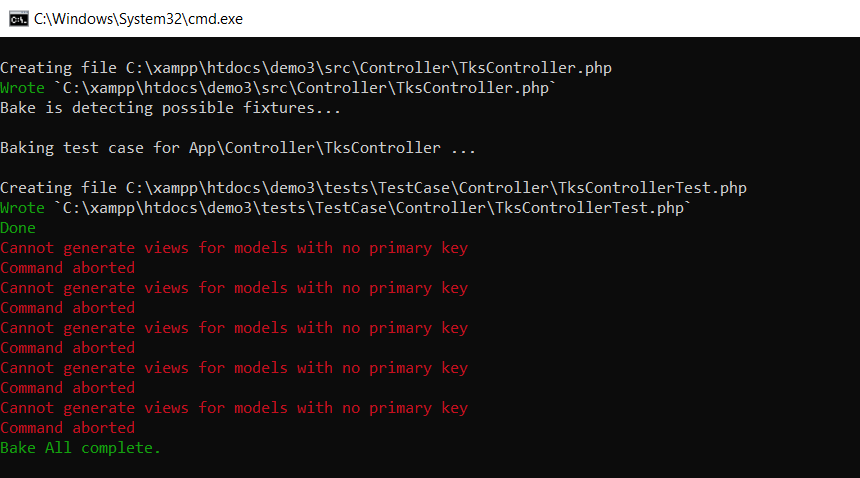 C:\Windows\System32\cmd.exe
Creating file C:\xampp\htdocs\demo3\src\Controller\TksController.php
Wrote `C:\xampp\htdocs\demo3\src\Controller\TksController.php`
Bake is detecting possible fixtures...
Baking test case for App\Controller\TksController ...
Creating file C:\xampp\htdocs\demo3\tests\TestCase\Controller\TksControllerTest.php
Wrote `C:\xampp\htdocs\demo3\tests\TestCase\Controller\TksControllerTest.php`
Done
Cannot generate views for models with no primary key
Command aborted
Cannot generate views for models with no primary key
Command aborted
Cannot generate views for models with no primary key
Command aborted
Cannot generate views for models with no primary key
Command aborted
Cannot generate views for models with no primary key
Command aborted
Bake All complete.